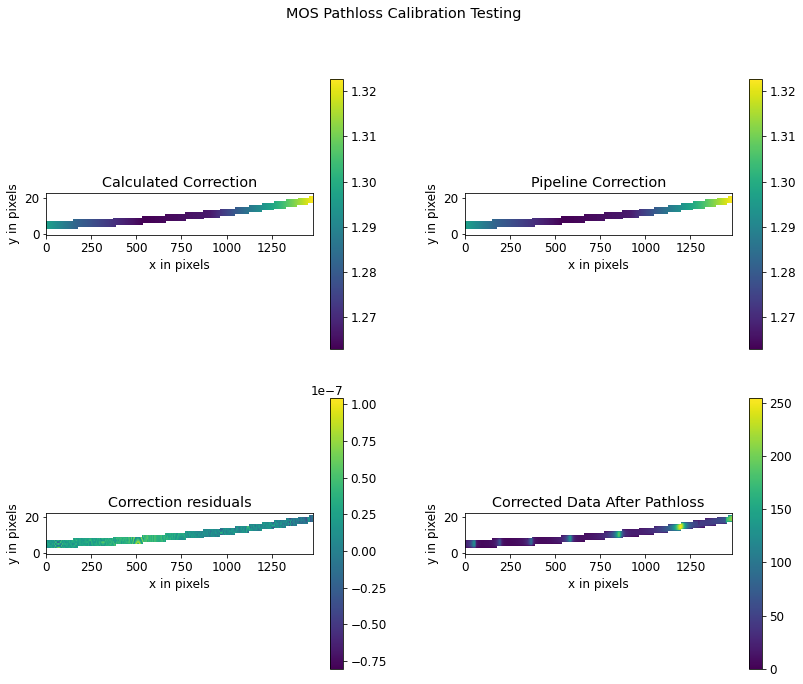 MOS Pathloss Calibration Testing
Calculated Correction
y in pixels
20
0
0 250 500 750 1000 1250
x in pixels
1.32
1.31
1.30
1.29
1.28
1.27
Pipeline Correction
y in pixels
20
0
0 250 500 750 1000 1250
x in pixels
1.32
1.31
1.30
1.29
1.28
1.27
Correction residuals
y in pixels
20
0
0 250 500 750 1000 1250
x in pixels
1e−7
1.00
0.75
0.50
0.25
0.00
−0.25
−0.50
−0.75
Corrected Data After Pathloss
y in pixels
20
0
0 250 500 750 1000 1250
x in pixels
250
200
150
100
50
0